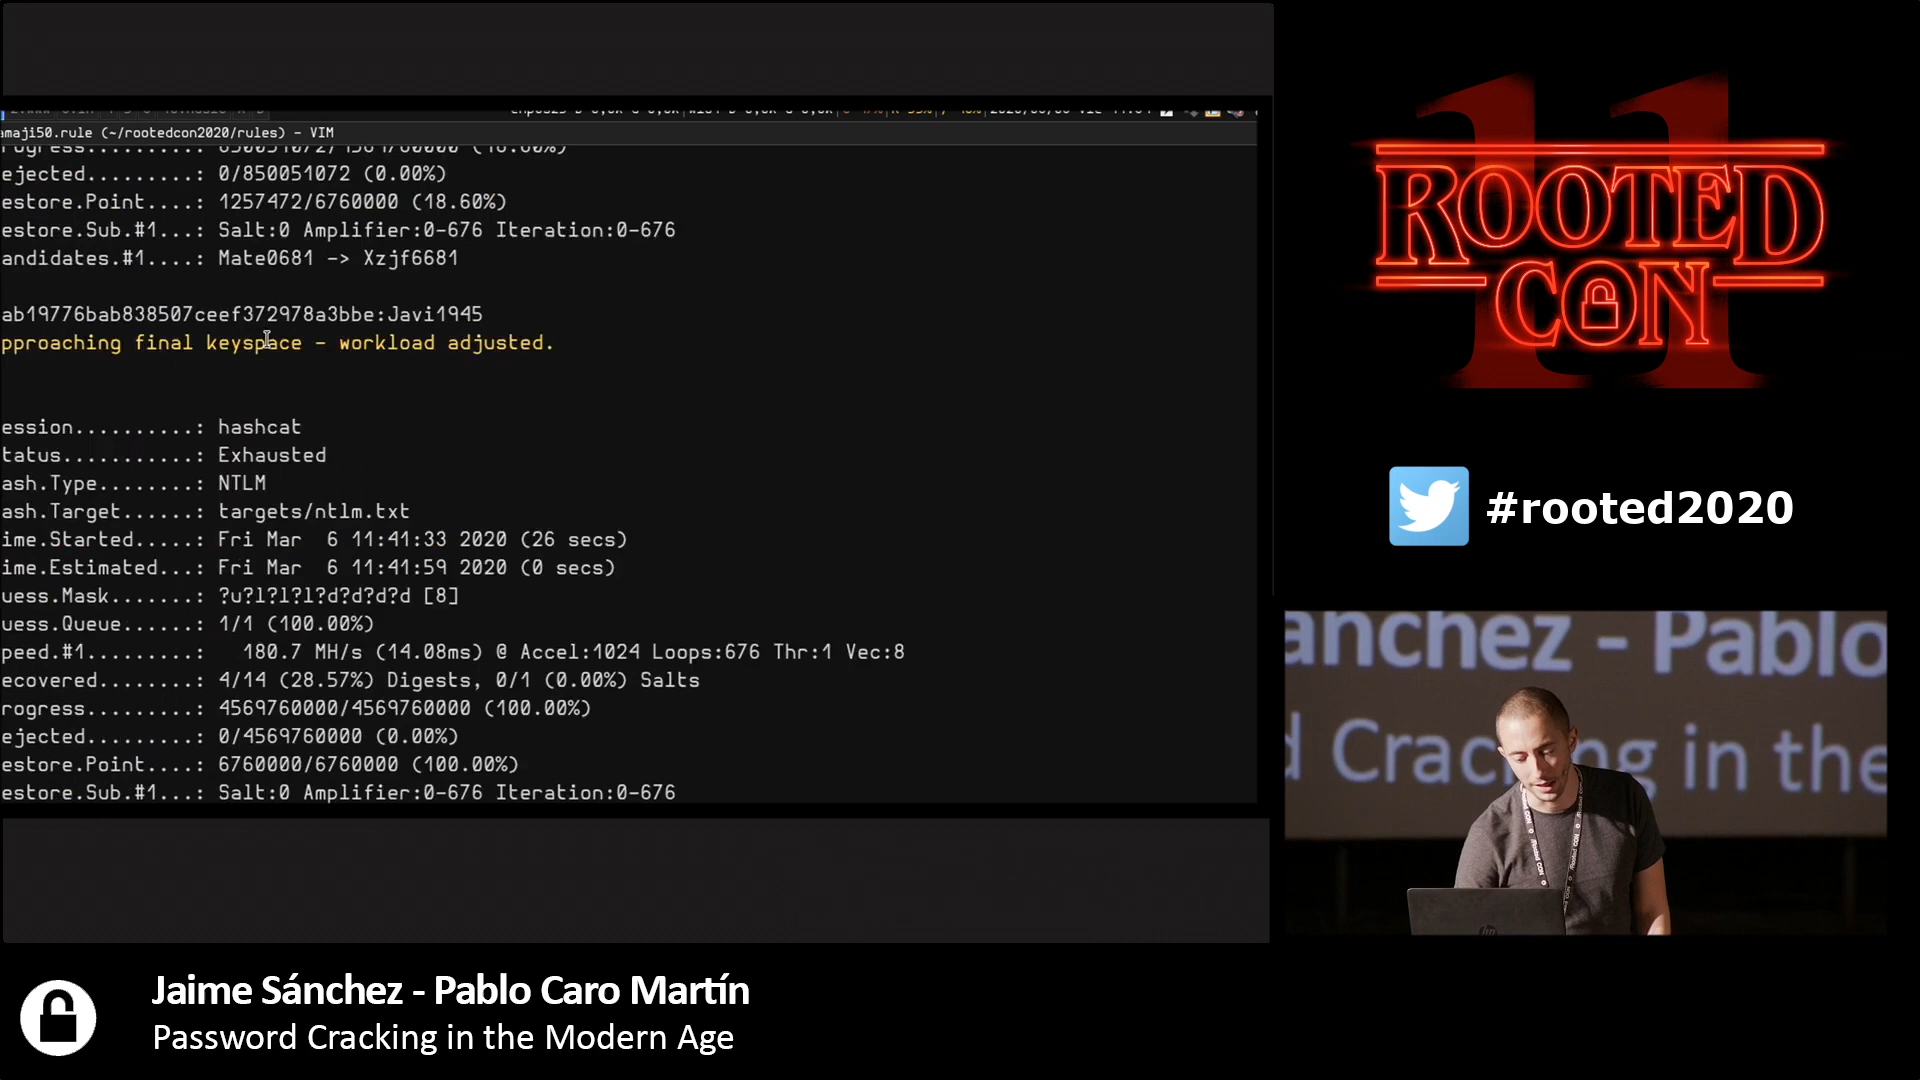 amaji50.rule (~/rootedcon2020/rules) - VIM
ejected.........: 0/850051072 (0.00%)
estore.Point....: 1257472/6760000 (18.60%)
estore.Sub.#1...: Salt:0 Amplifier:0-676 Iteration:0-676
andidates.#1....: Mate0681 -> Xzjf6681
ab19776bab838507ceef372978a3bbe:Javi1945
pproaching final keyspace - workload adjusted.
ession..........: hashcat
tatus...........: Exhausted
ash.Type........: NTLM
ash.Target......: targets/ntlm.txt
ime.Started.....: Fri Mar  6 11:41:33 2020 (26 secs)
ime.Estimated...: Fri Mar  6 11:41:59 2020 (0 secs)
uess.Mask.......: ?u?l?l?l?d?d?d?d [8]
uess.Queue......: 1/1 (100.00%)
peed.#1.........:   180.7 MH/s (14.08ms) @ Accel:1024 Loops:676 Thr:1 Vec:8
ecovered........: 4/14 (28.57%) Digests, 0/1 (0.00%) Salts
rogress.........: 4569760000/4569760000 (100.00%)
ejected.........: 0/4569760000 (0.00%)
estore.Point....: 6760000/6760000 (100.00%)
estore.Sub.#1...: Salt:0 Amplifier:0-676 Iteration:0-676
11
ROOTED
CON
#rooted2020
ánchez - Pablo
d Cracking in the
Rooted CON
hp
Jaime Sánchez - Pablo Caro Martín
Password Cracking in the Modern Age